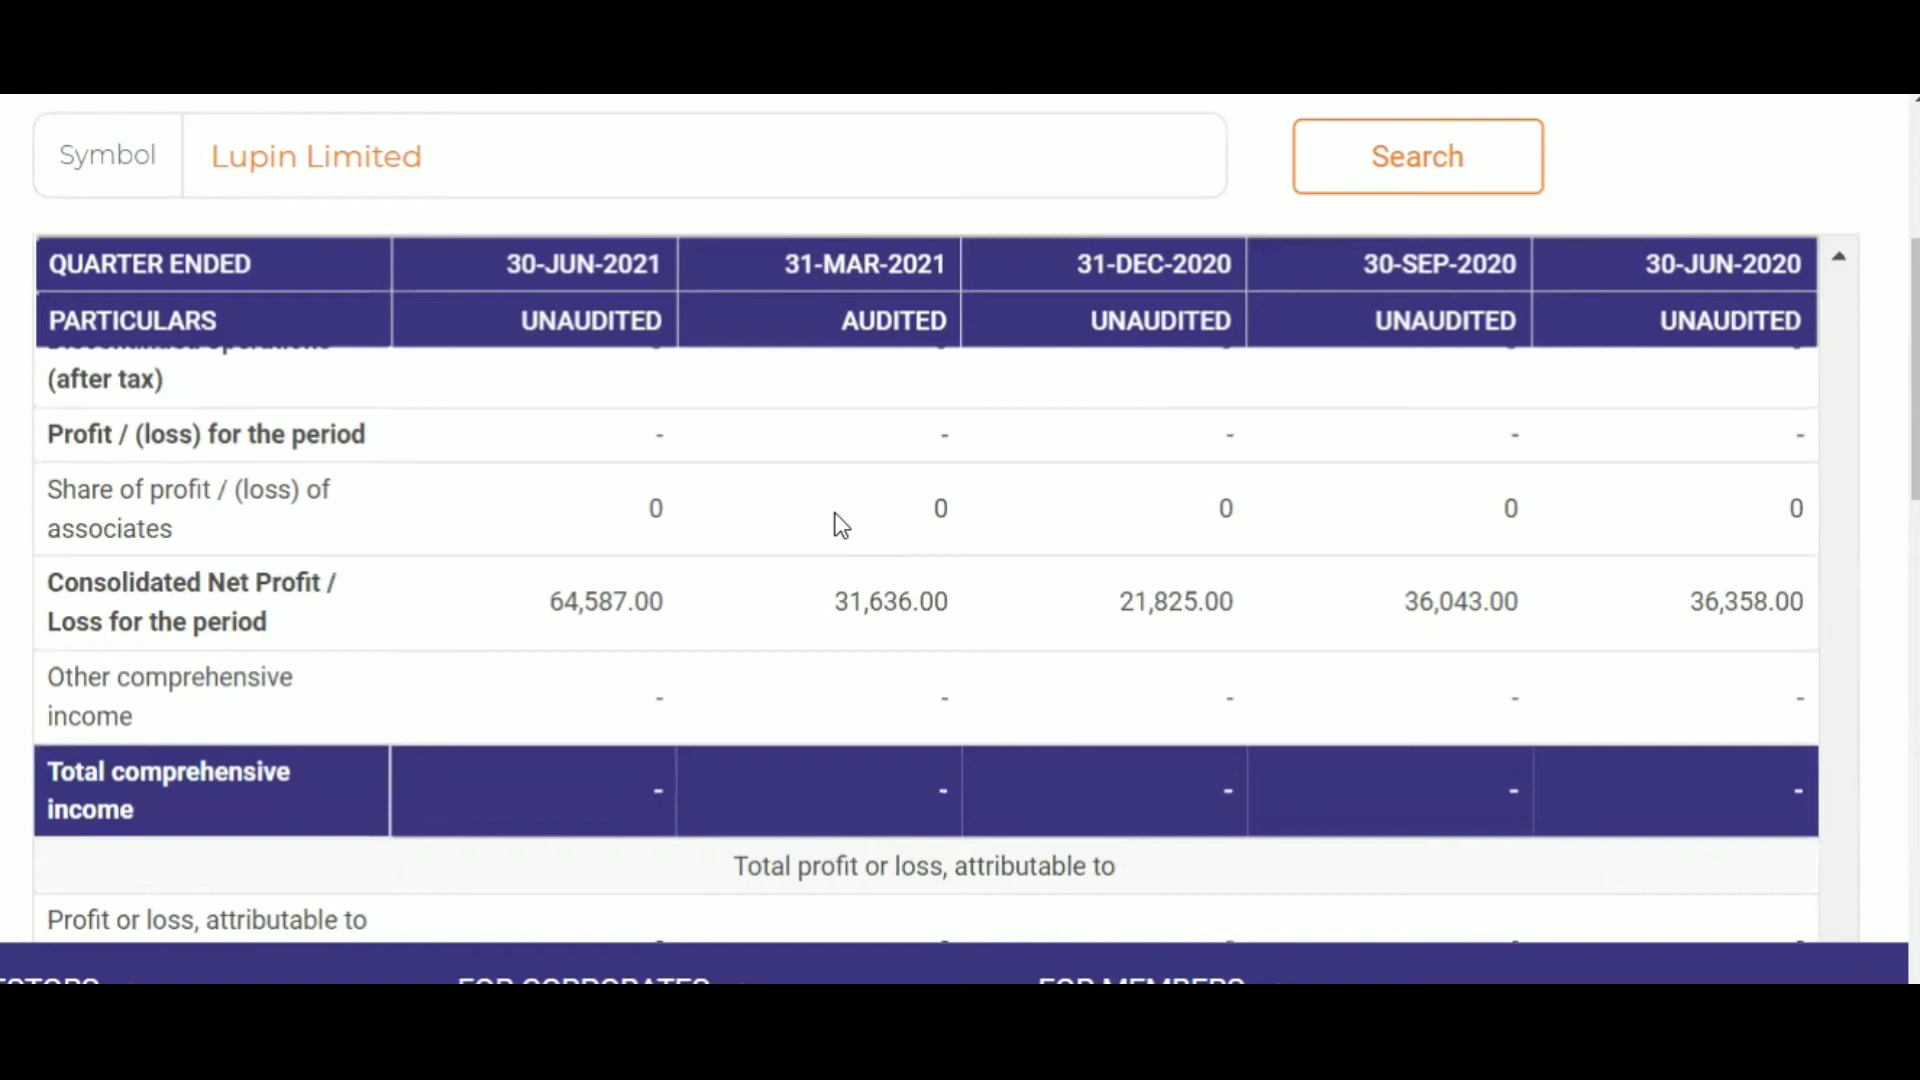 Symbol Lupin Limited Search
QUARTER ENDED 30-JUN-2021 31-MAR-2021 31-DEC-2020 30-SEP-2020 30-JUN-2020
PARTICULARS UNAUDITED AUDITED UNAUDITED UNAUDITED UNAUDITED
(after tax)
Profit / (loss) for the period - - - - -
Share of profit / (loss) of
associates 0 0 0 0 0
Consolidated Net Profit /
Loss for the period 64,587.00 31,636.00 21,825.00 36,043.00 36,358.00
Other comprehensive
income - - - - -
Total comprehensive
income - - - - -
Total profit or loss, attributable to
Profit or loss, attributable to
FOR CORPORATES FOR MEMBERS